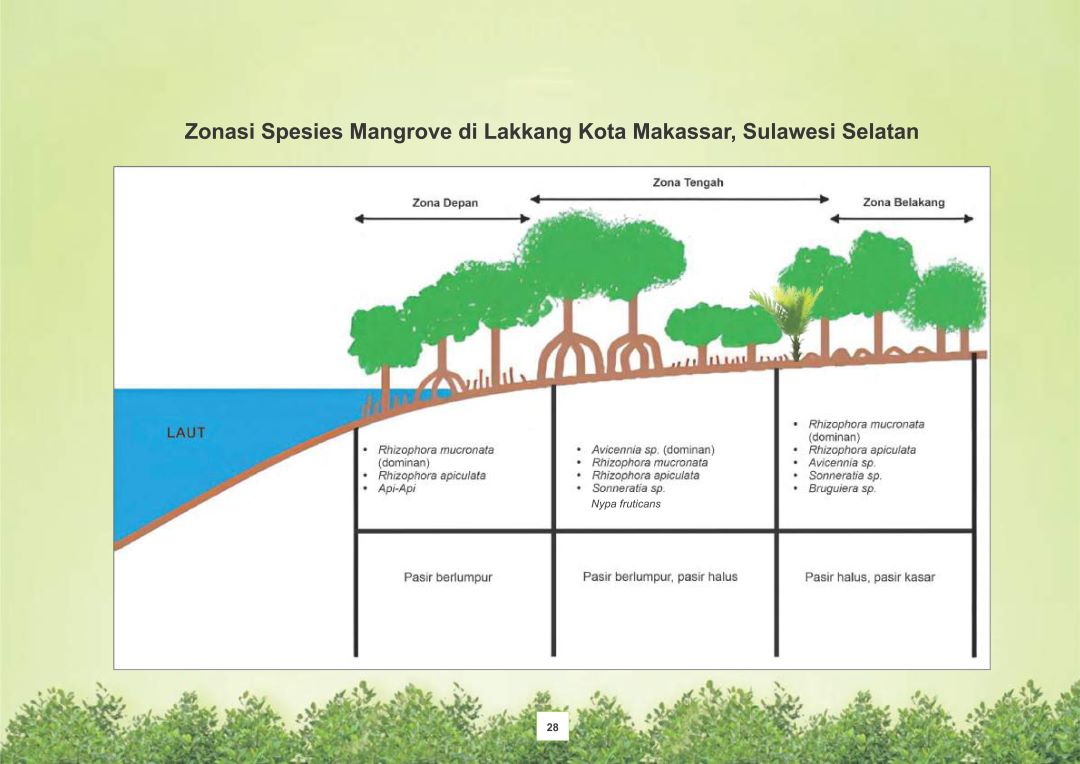 Zonasi Spesies Mangrove di Lakkang Kota Makassar, Sulawesi Selatan
Zona Depan
Zona Tengah
Zona Belakang
LAUT
• Rhizophora mucronata
(dominan)
• Rhizophora apiculata
• Api-Api
• Avicennia sp. (dominan)
• Rhizophora mucronata
• Rhizophora apiculata
• Sonneratia sp.
Nypa fruticans
• Rhizophora mucronata
(dominan)
• Rhizophora apiculata
• Avicennia sp.
• Sonneratia sp.
• Bruguiera sp.
Pasir berlumpur
Pasir berlumpur, pasir halus
Pasir halus, pasir kasar
28